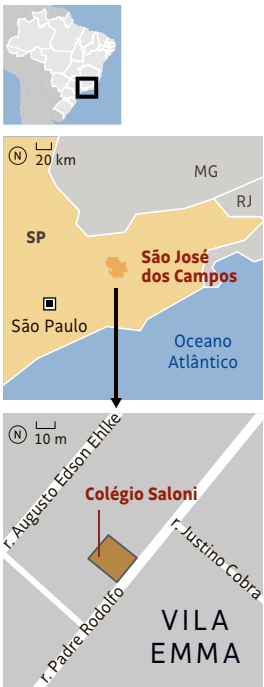 N
20 km
MG
RJ
SP
São José
dos Campos
São Paulo
Oceano
Atlântico
N
10 m
r. Augusto Edson Ehlke
Colégio Saloni
r. Justino Cobra
r. Padre Rodolfo
VILA
EMMA